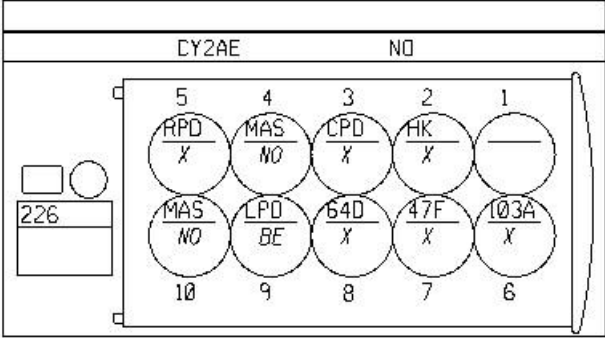 CY2AE NO
5 4 3 2 1
RPD MAS CPD HK
X NO X X
226
MAS LPD 64D 47F 103A
NO BE X X X
10 9 8 7 6